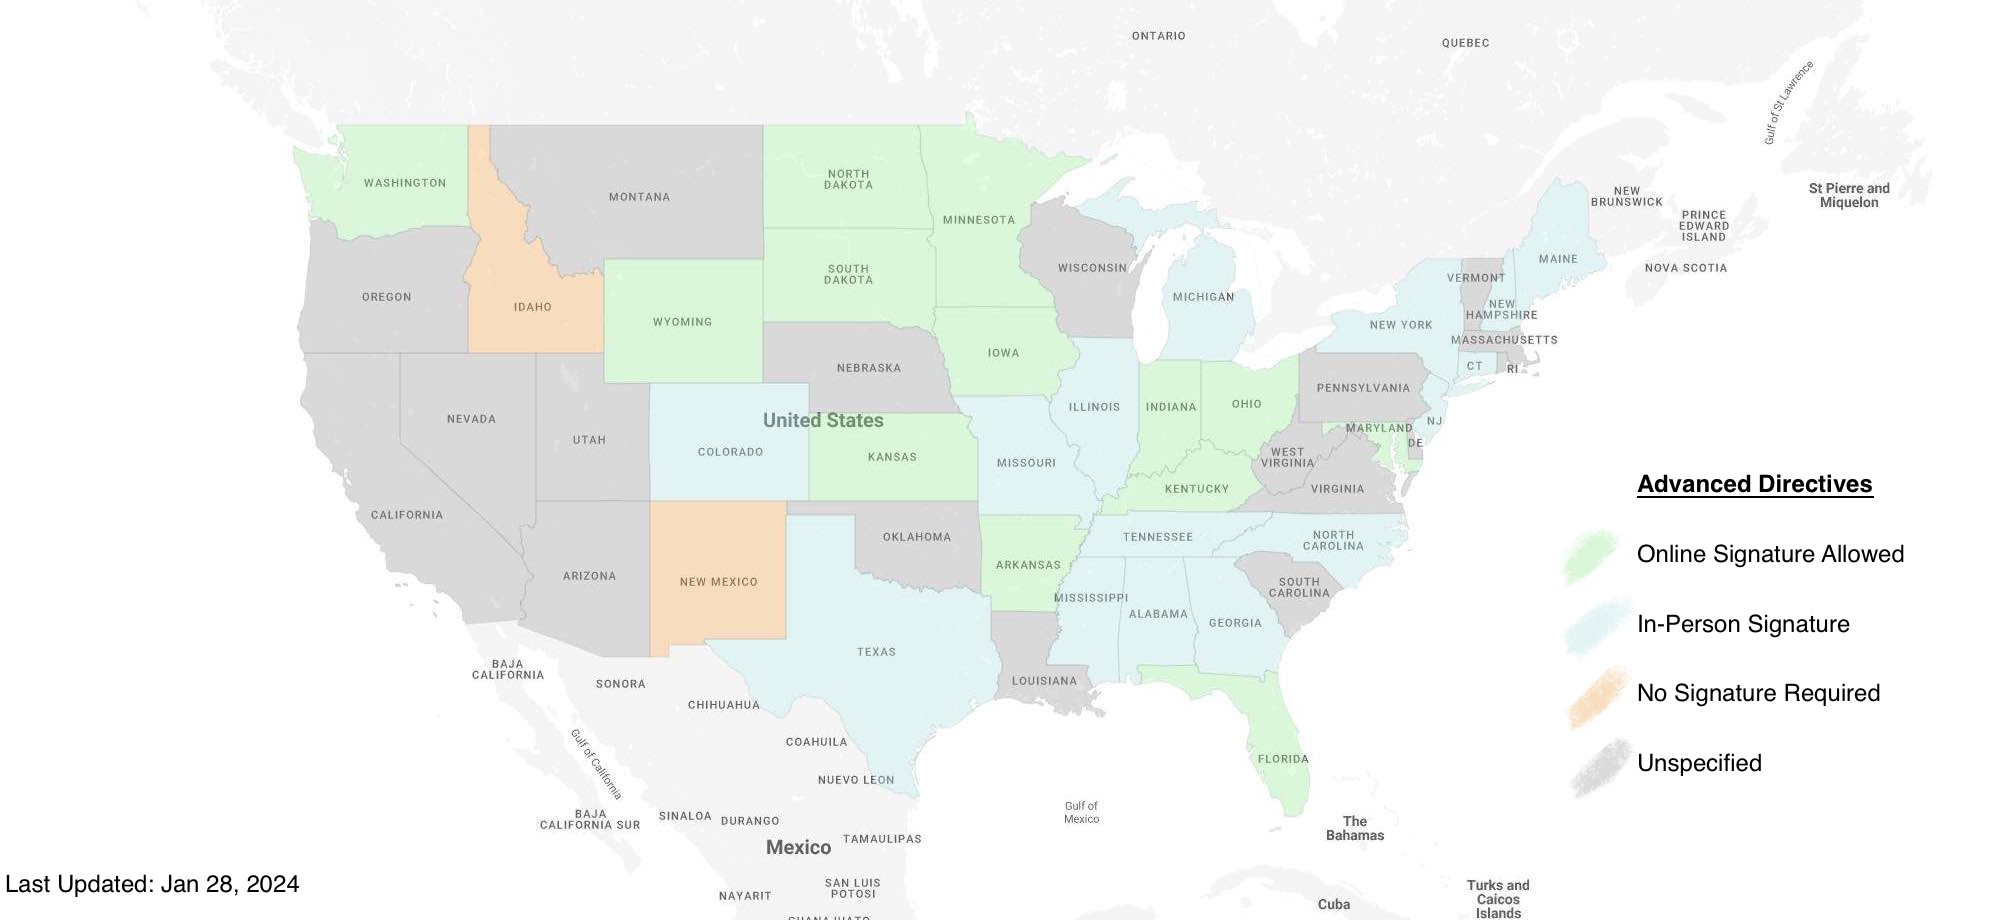 ONTARIO
QUEBEC
Gulf of St Lawrence
WASHINGTON
MONTANA
NORTH
DAKOTA
MINNESOTA
St Pierre and
Miquelon
NEW
BRUNSWICK
PRINCE
EDWARD
ISLAND
NOVA SCOTIA
MAINE
VERMONT
NEW
HAMPSHIRE
WISCONSIN
SOUTH
DAKOTA
OREGON
IDAHO
WYOMING
MICHIGAN
NEW YORK
MASSACHUSETTS
CT
RI
IOWA
NEBRASKA
PENNSYLVANIA
NEVADA
UTAH
United States
COLORADO
KANSAS
MISSOURI
ILLINOIS
INDIANA
OHIO
NJ
MARYLAND
DE
WEST
VIRGINIA
KENTUCKY
VIRGINIA
CALIFORNIA
ARIZONA
NEW MEXICO
OKLAHOMA
ARKANSAS
TENNESSEE
NORTH
CAROLINA
SOUTH
CAROLINA
MISSISSIPPI
ALABAMA
GEORGIA
TEXAS
LOUISIANA
FLORIDA
Advanced Directives
Online Signature Allowed
In-Person Signature
No Signature Required
Unspecified
BAJA
CALIFORNIA
SONORA
CHIHUAHUA
COAHUILA
NUEVO LEON
Gulf of California
BAJA
CALIFORNIA SUR
SINALOA
DURANGO
TAMAULIPAS
Mexico
Gulf of
Mexico
The
Bahamas
NAYARIT
SAN LUIS
POTOSI
GUANAJUATO
Cuba
Turks and
Caicos
Islands
Last Updated: Jan 28, 2024